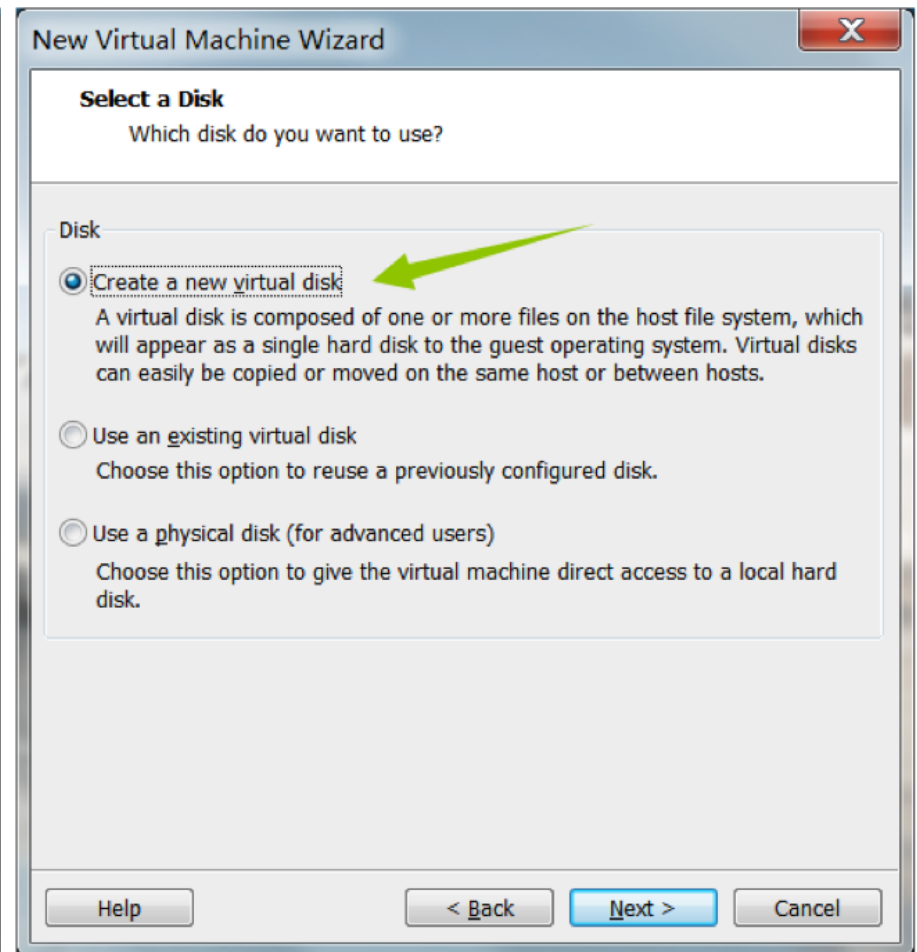 New Virtual Machine Wizard
X
Select a Disk
Which disk do you want to use?
Disk
Create a new virtual disk
A virtual disk is composed of one or more files on the host file system, which
will appear as a single hard disk to the guest operating system. Virtual disks
can easily be copied or moved on the same host or between hosts.
Use an existing virtual disk
Choose this option to reuse a previously configured disk.
Use a physical disk (for advanced users)
Choose this option to give the virtual machine direct access to a local hard
disk.
Help
< Back
Next >
Cancel